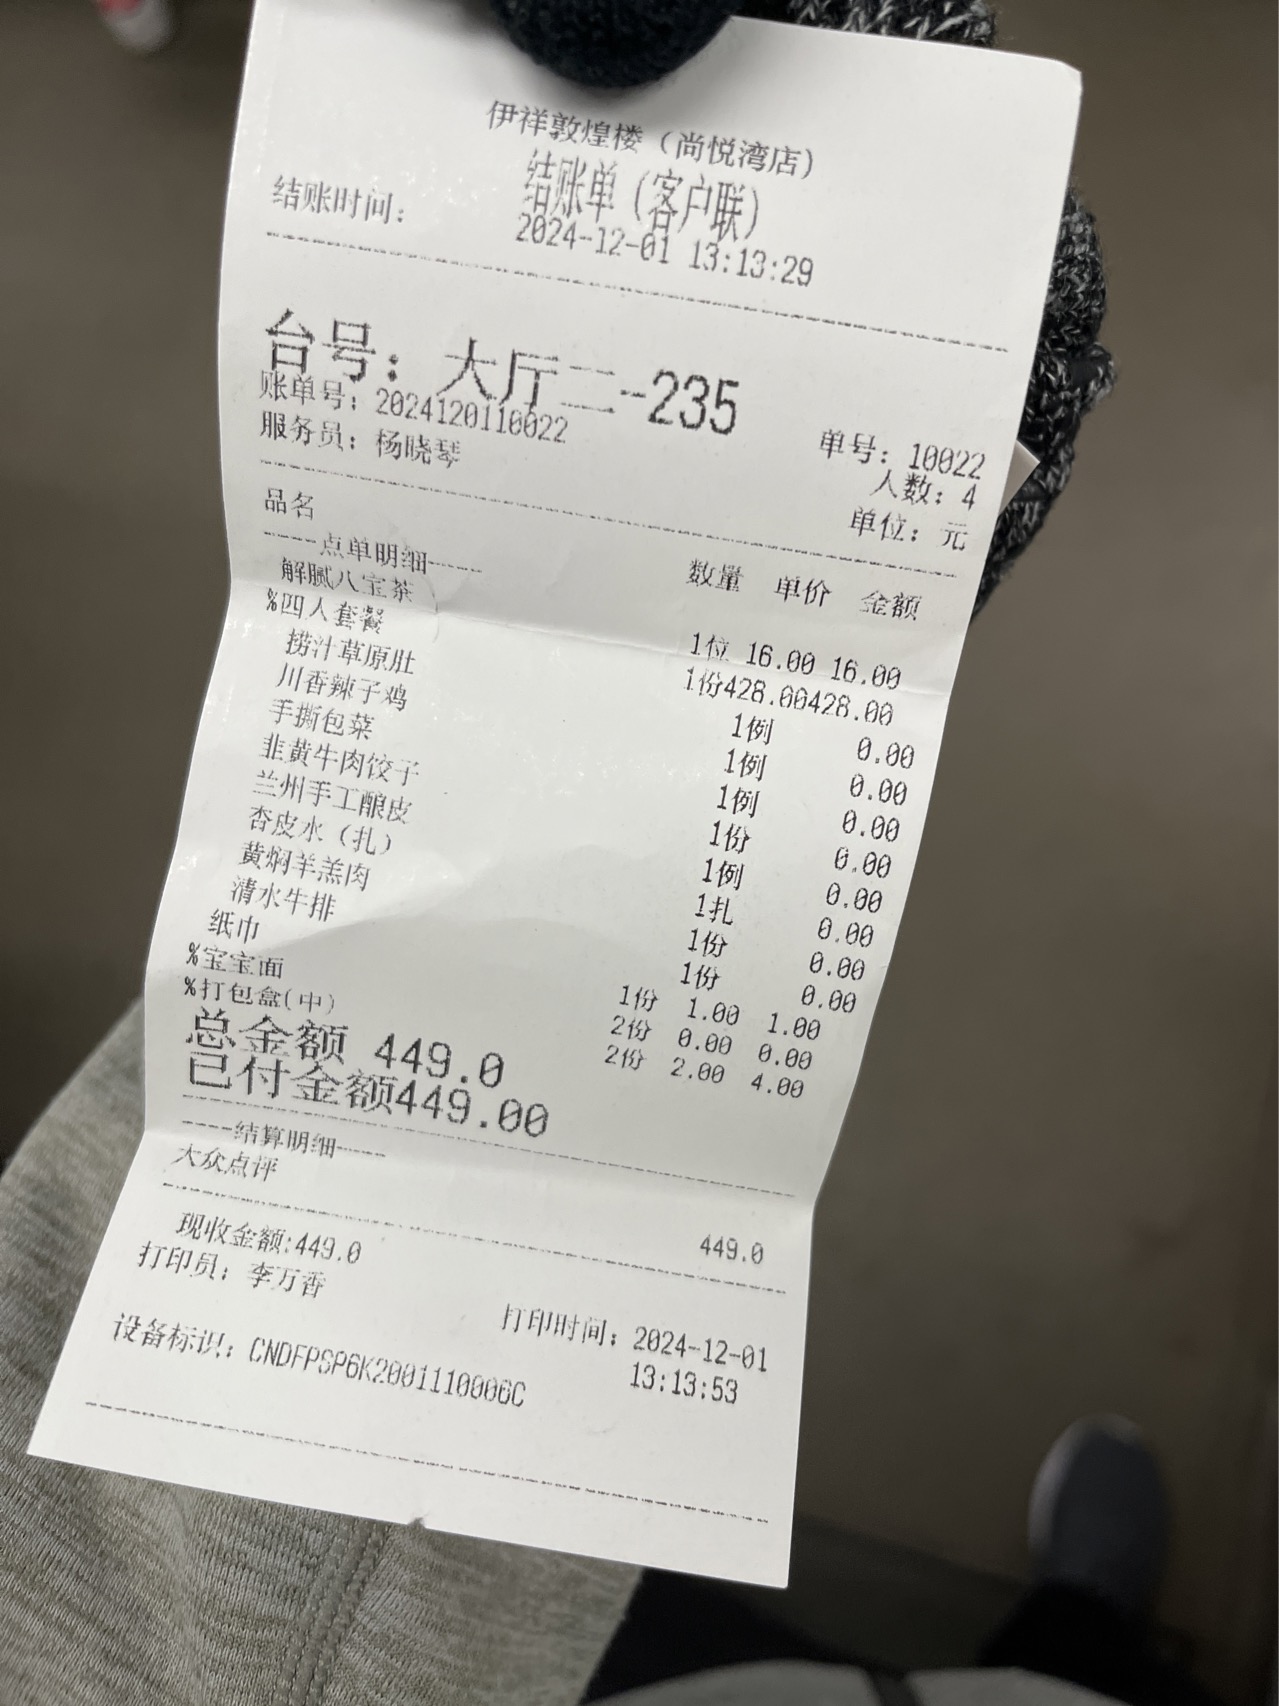 伊祥敦煌楼（尚悦湾店）
结账单（客户联）
结账时间： 2024-12-01 13:13:29
台号：大厅二-235
账单号：2024120110022 单号：10022
服务员：杨晓琴 人数：4
单位：元
品名 数量 单价 金额
-----点单明细-----
解腻八宝茶 1位 16.00 16.00
%四人套餐 1份428.00428.00
捞汁草原肚 1例 0.00
川香辣子鸡 1例 0.00
手撕包菜 1例 0.00
韭黄牛肉饺子 1份 0.00
兰州手工酿皮 1例 0.00
杏皮水（扎） 1扎 0.00
黄焖羊羔肉 1份 0.00
清水牛排 1份 0.00
纸巾 1份 1.00 1.00
%宝宝面 2份 0.00 0.00
%打包盒(中) 2份 2.00 4.00
总金额 449.0
已付金额449.00
----结算明细-----
大众点评 449.0
现收金额:449.0
打印员：李万香 打印时间：2024-12-01
13:13:53
设备标识：CNDFPSP6K2001110006C